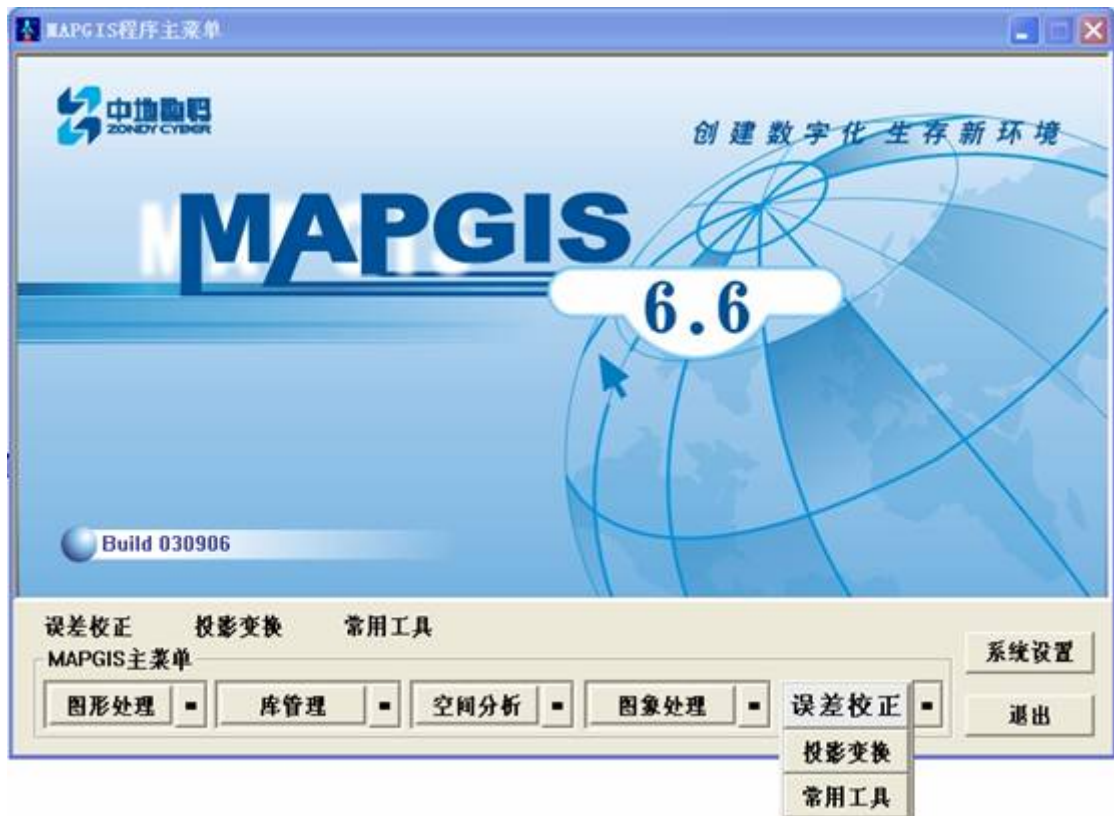 MAPGIS程序主菜单
中地数码
ZONDY CYBER
创建数字化生存新环境
MAPGIS
6.6
Build 030906
误差校正 投影变换 常用工具
MAPGIS主菜单
系统设置
图形处理 库管理 空间分析 图象处理 误差校正
退出
投影变换
常用工具